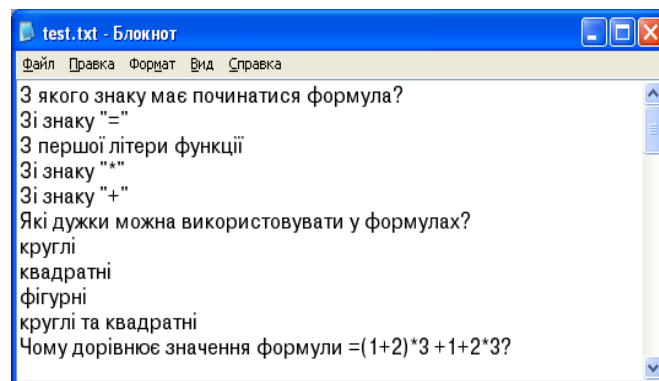 test.txt - Блокнот
Файл Правка Формат Вид Справка
З якого знаку має починатися формула?
Зі знаку "="
З першої літери функції
Зі знаку "*"
Зі знаку "+"
Які дужки можна використовувати у формулах?
круглі
квадратні
фігурні
круглі та квадратні
Чому дорівнює значення формули =(1+2)*3 +1+2*3?